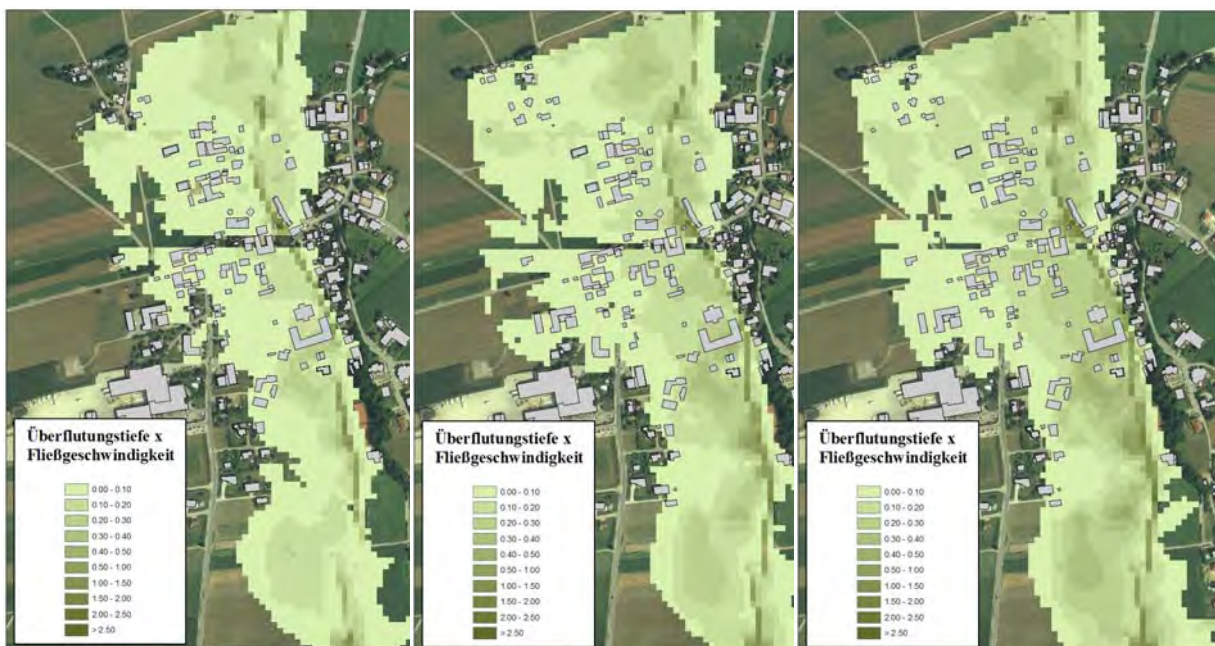 Überflutungstiefe x
Fließgeschwindigkeit
0.00 - 0.10
0.10 - 0.20
0.20 - 0.30
0.30 - 0.40
0.40 - 0.50
0.50 - 1.00
1.00 - 1.50
1.50 - 2.00
2.00 - 2.50
> 2.50
Überflutungstiefe x
Fließgeschwindigkeit
0.00 - 0.10
0.10 - 0.20
0.20 - 0.30
0.30 - 0.40
0.40 - 0.50
0.50 - 1.00
1.00 - 1.50
1.50 - 2.00
2.00 - 2.50
> 2.50
Überflutungstiefe x
Fließgeschwindigkeit
0.00 - 0.10
0.10 - 0.20
0.20 - 0.30
0.30 - 0.40
0.40 - 0.50
0.50 - 1.00
1.00 - 1.50
1.50 - 2.00
2.00 - 2.50
> 2.50